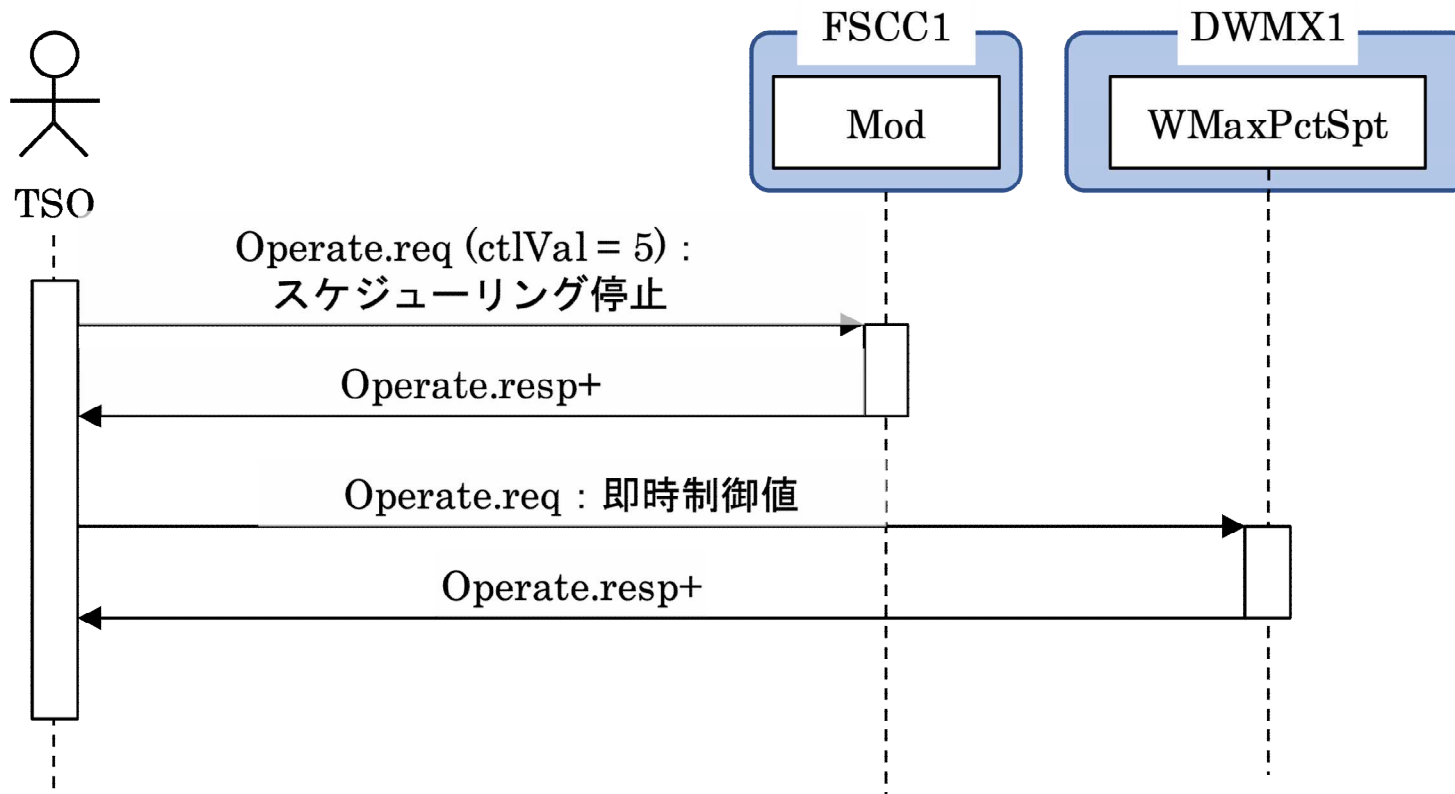 FSCC1
DWMX1
Mod
WMaxPctSpt
TSO
Operate.req (ctlVal = 5) :
スケジューリング停止
Operate.resp+
Operate.req : 即時制御値
Operate.resp+